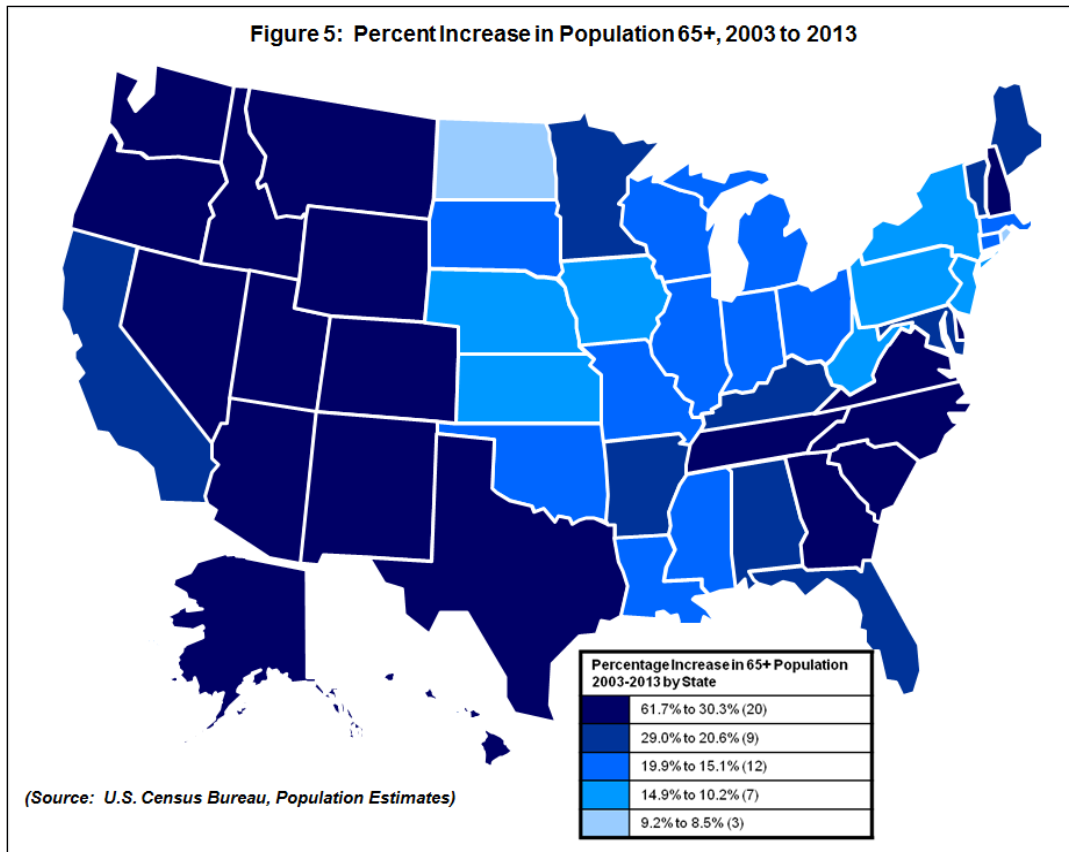 Figure 5: Percent Increase in Population 65+, 2003 to 2013
Percentage Increase in 65+ Population
2003-2013 by State
61.7% to 30.3% (20)
29.0% to 20.6% (9)
19.9% to 15.1% (12)
14.9% to 10.2% (7)
9.2% to 8.5% (3)
(Source: U.S. Census Bureau, Population Estimates)